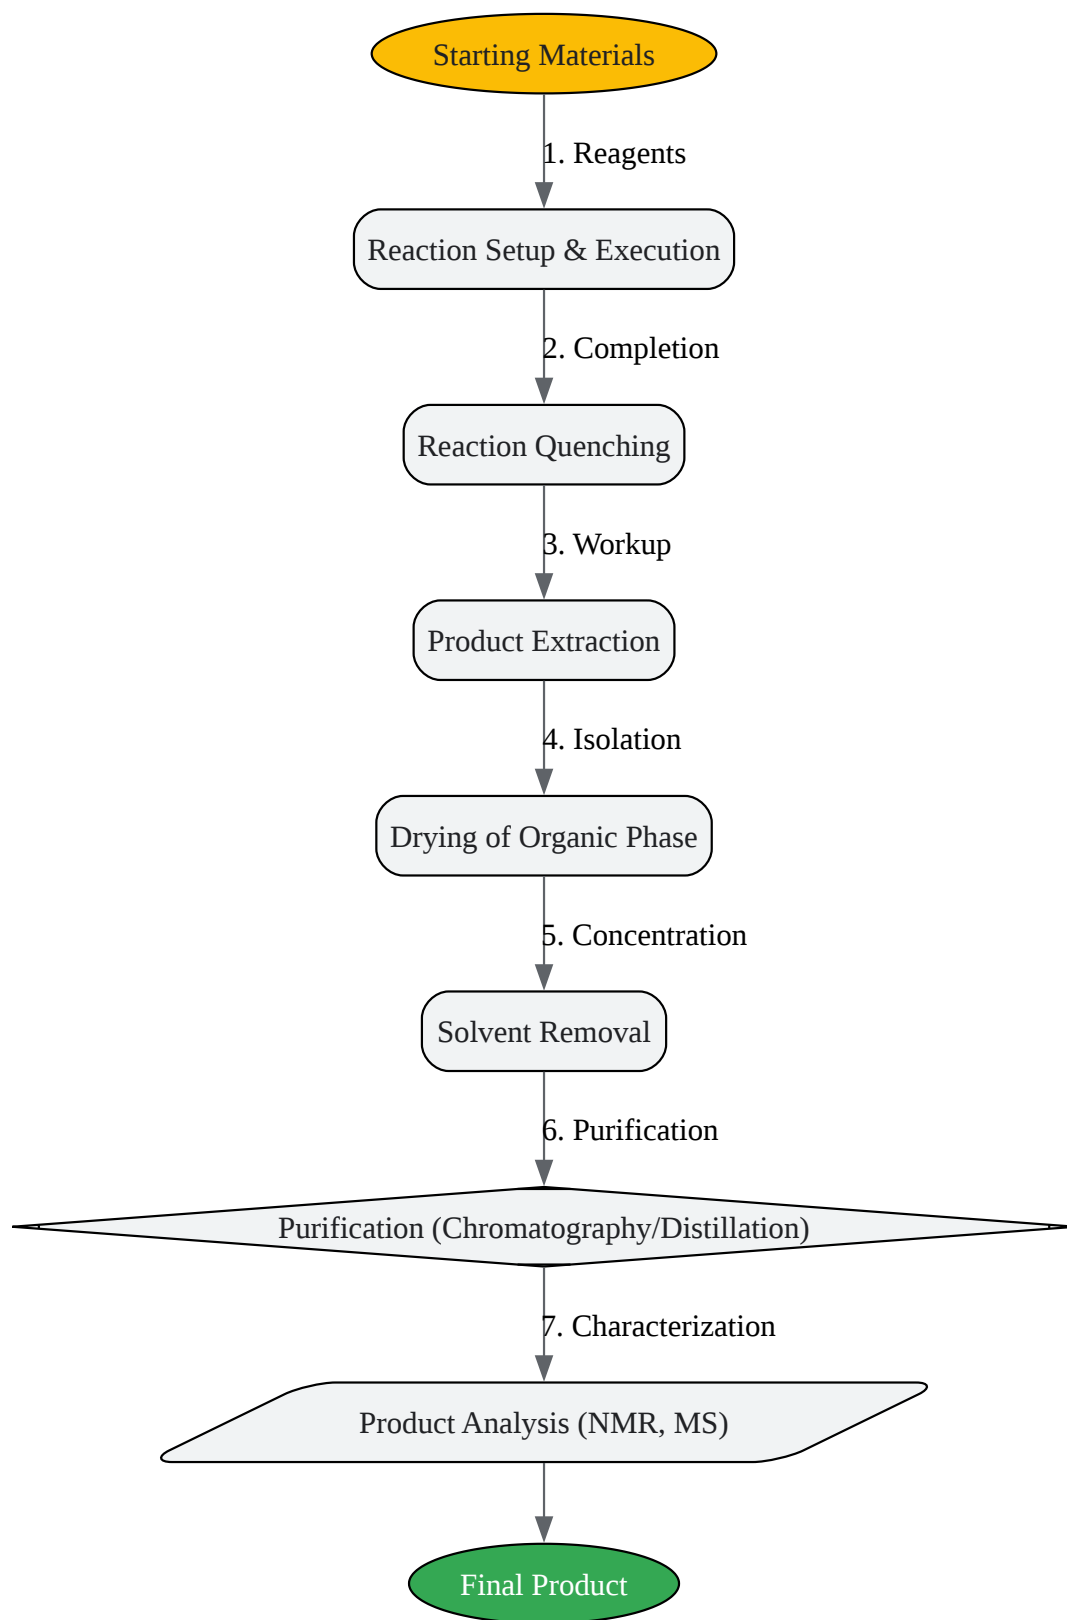 Starting Materials
1. Reagents
Reaction Setup & Execution
2. Completion
Reaction Quenching
3. Workup
Product Extraction
4. Isolation
Drying of Organic Phase
5. Concentration
Solvent Removal
6. Purification
Purification (Chromatography/Distillation)
7. Characterization
Product Analysis (NMR, MS)
Final Product